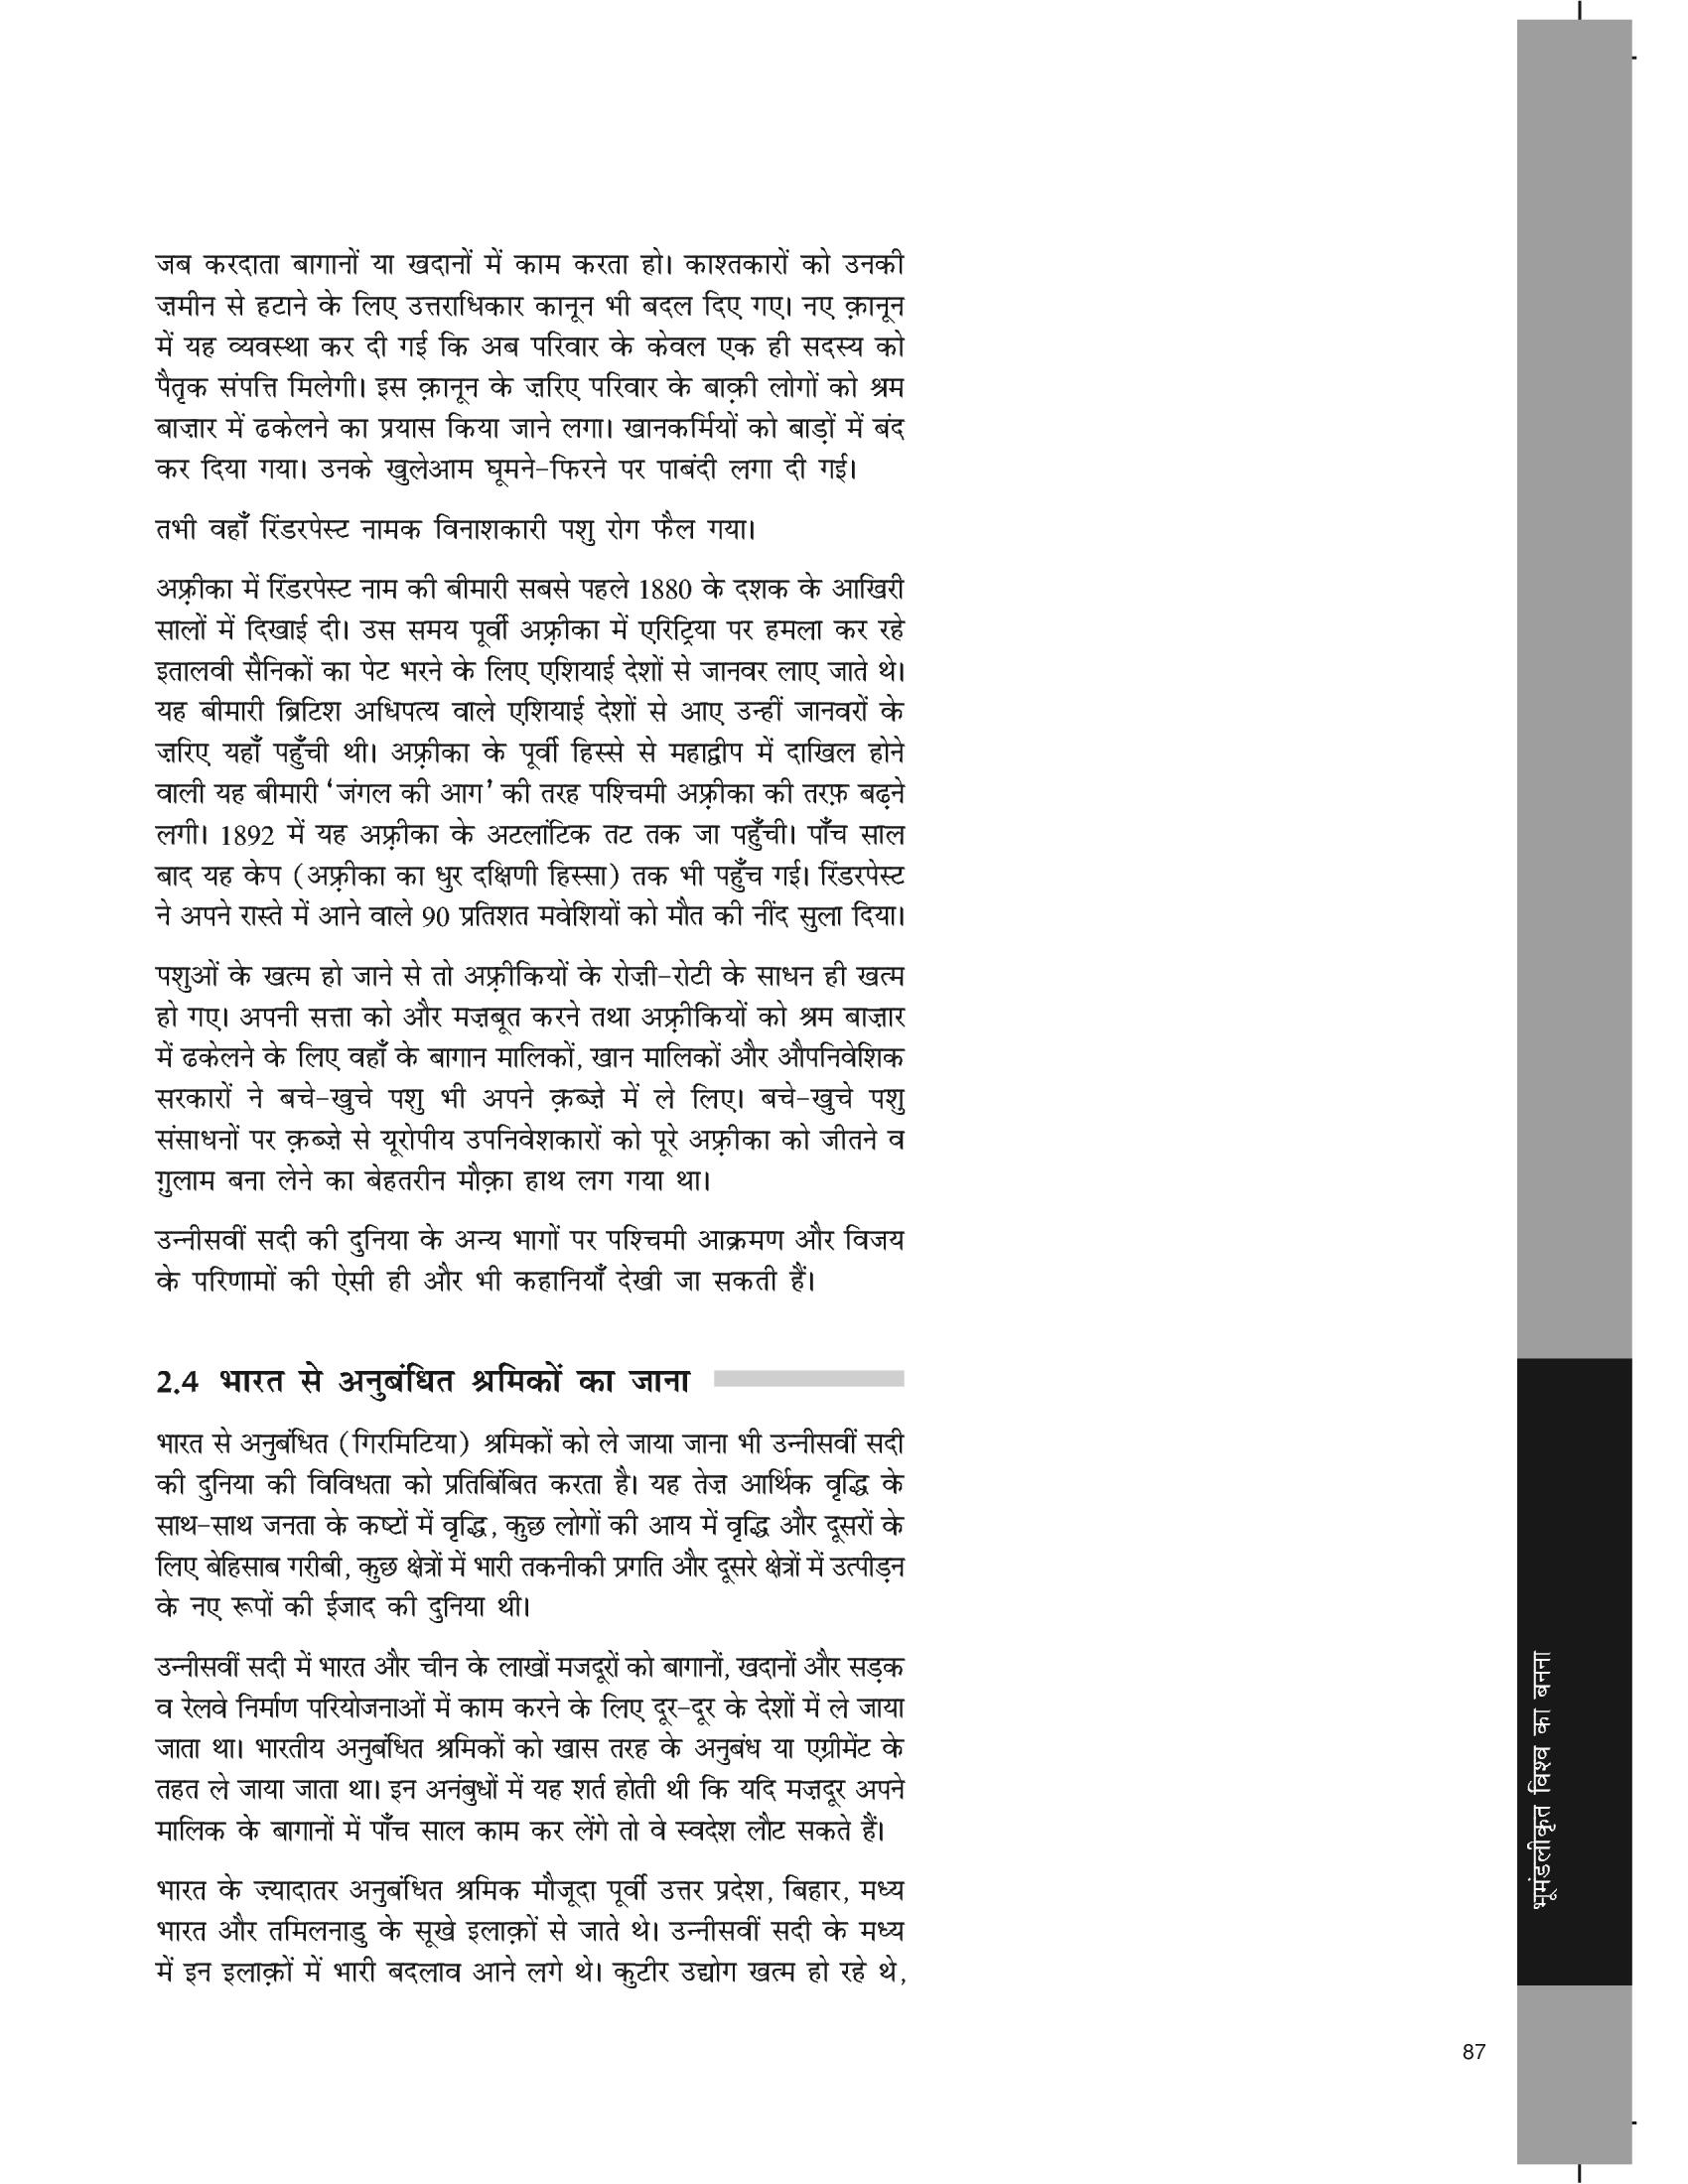 जब करदाता बागानों या खदानों में काम करता हो। काश्तकारों को उनकी
ज़मीन से हटाने के लिए उत्तराधिकार कानून भी बदल दिए गए। नए क़ानून
में यह व्यवस्था कर दी गई कि अब परिवार के केवल एक ही सदस्य को
पैतृक संपत्ति मिलेगी। इस क़ानून के ज़रिए परिवार के बाक़ी लोगों को श्रम
बाज़ार में ढकेलने का प्रयास किया जाने लगा। खानकर्मियों को बाड़ों में बंद
कर दिया गया। उनके खुलेआम घूमने-फिरने पर पाबंदी लगा दी गई।
तभी वहाँ रिंडरपेस्ट नामक विनाशकारी पशु रोग फैल गया।
अफ़्रीका में रिंडरपेस्ट नाम की बीमारी सबसे पहले 1880 के दशक के आखिरी
सालों में दिखाई दी। उस समय पूर्वी अफ़्रीका में एरिट्रिया पर हमला कर रहे
इतालवी सैनिकों का पेट भरने के लिए एशियाई देशों से जानवर लाए जाते थे।
यह बीमारी ब्रिटिश अधिपत्य वाले एशियाई देशों से आए उन्हीं जानवरों के
ज़रिए यहाँ पहुँची थी। अफ़्रीका के पूर्वी हिस्से से महाद्वीप में दाखिल होने
वाली यह बीमारी ‘जंगल की आग’ की तरह पश्चिमी अफ़्रीका की तरफ़ बढ़ने
लगी। 1892 में यह अफ़्रीका के अटलांटिक तट तक जा पहुँची। पाँच साल
बाद यह केप (अफ़्रीका का धुर दक्षिणी हिस्सा) तक भी पहुँच गई। रिंडरपेस्ट
ने अपने रास्ते में आने वाले 90 प्रतिशत मवेशियों को मौत की नींद सुला दिया।
पशुओं के खत्म हो जाने से तो अफ़्रीकियों के रोज़ी-रोटी के साधन ही खत्म
हो गए। अपनी सत्ता को और मज़बूत करने तथा अफ़्रीकियों को श्रम बाज़ार
में ढकेलने के लिए वहाँ के बागान मालिकों, खान मालिकों और औपनिवेशिक
सरकारों ने बचे-खुचे पशु भी अपने क़ब्ज़े में ले लिए। बचे-खुचे पशु
संसाधनों पर क़ब्ज़े से यूरोपीय उपनिवेशकारों को पूरे अफ़्रीका को जीतने व
ग़ुलाम बना लेने का बेहतरीन मौक़ा हाथ लग गया था।
उन्नीसवीं सदी की दुनिया के अन्य भागों पर पश्चिमी आक्रमण और विजय
के परिणामों की ऐसी ही और भी कहानियाँ देखी जा सकती हैं।
2.4 भारत से अनुबंधित श्रमिकों का जाना
भारत से अनुबंधित (गिरमिटिया) श्रमिकों को ले जाया जाना भी उन्नीसवीं सदी
की दुनिया की विविधता को प्रतिबिंबित करता है। यह तेज़ आर्थिक वृद्धि के
साथ-साथ जनता के कष्टों में वृद्धि, कुछ लोगों की आय में वृद्धि और दूसरों के
लिए बेहिसाब गरीबी, कुछ क्षेत्रों में भारी तकनीकी प्रगति और दूसरे क्षेत्रों में उत्पीड़न
के नए रूपों की ईजाद की दुनिया थी।
उन्नीसवीं सदी में भारत और चीन के लाखों मजदूरों को बागानों, खदानों और सड़क
व रेलवे निर्माण परियोजनाओं में काम करने के लिए दूर-दूर के देशों में ले जाया
जाता था। भारतीय अनुबंधित श्रमिकों को खास तरह के अनुबंध या एग्रीमेंट के
तहत ले जाया जाता था। इन अनंबुधों में यह शर्त होती थी कि यदि मज़दूर अपने
मालिक के बागानों में पाँच साल काम कर लेंगे तो वे स्वदेश लौट सकते हैं।
भारत के ज़्यादातर अनुबंधित श्रमिक मौजूदा पूर्वी उत्तर प्रदेश, बिहार, मध्य
भारत और तमिलनाडु के सूखे इलाक़ों से जाते थे। उन्नीसवीं सदी के मध्य
में इन इलाक़ों में भारी बदलाव आने लगे थे। कुटीर उद्योग खत्म हो रहे थे,
भूमंडलीकृत विश्व का बनना
87